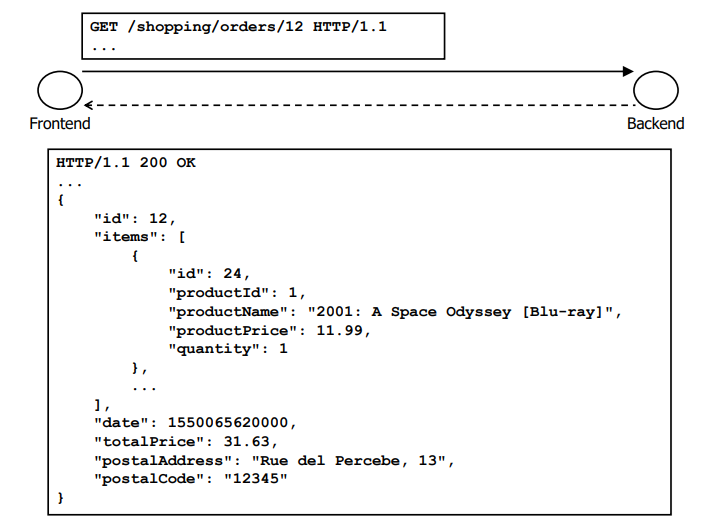 GET /shopping/orders/12 HTTP/1.1
...
Frontend
Backend
HTTP/1.1 200 OK
...
{
    "id": 12,
    "items": [
        {
            "id": 24,
            "productId": 1,
            "productName": "2001: A Space Odyssey [Blu-ray]",
            "productPrice": 11.99,
            "quantity": 1
        },
        ...
    ],
    "date": 1550065620000,
    "totalPrice": 31.63,
    "postalAddress": "Rue del Percebe, 13",
    "postalCode": "12345"
}